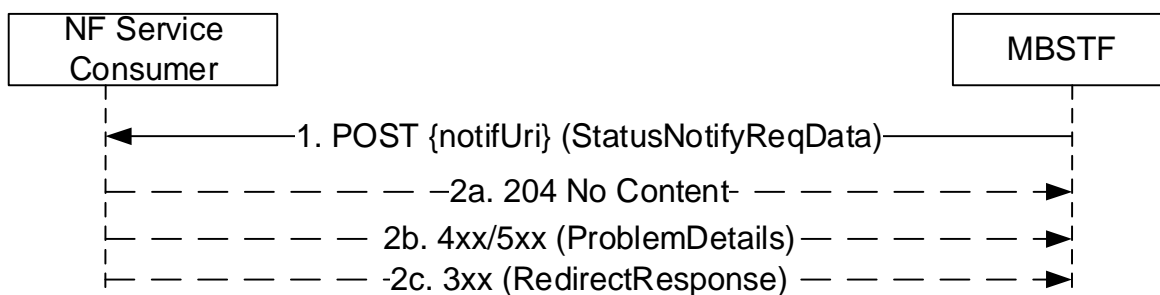 NF Service
Consumer
MBSTF
1. POST {notifUri} (StatusNotifyReqData)
2a. 204 No Content
2b. 4xx/5xx (ProblemDetails)
2c. 3xx (RedirectResponse)